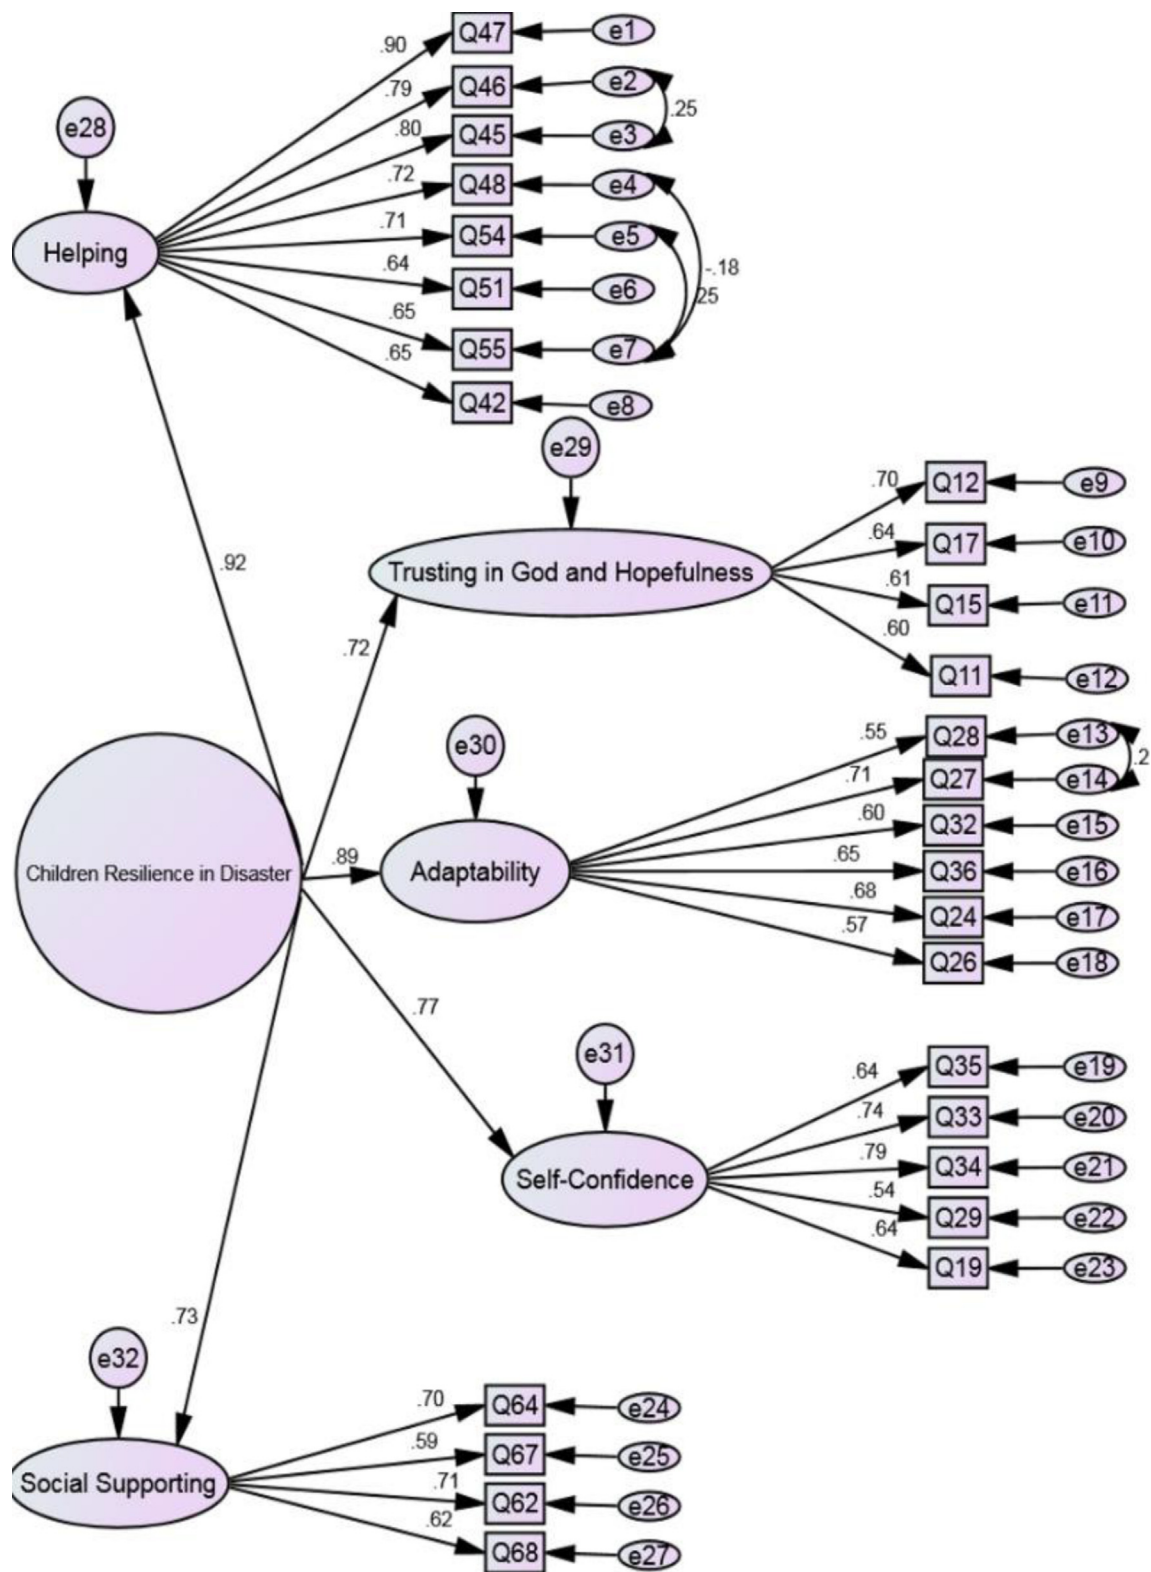 .90
Q47
e1
.79
Q46
e2
.25
.80
Q45
e3
e28
.72
Q48
e4
.71
Q54
e5
Helping
.64
Q51
e6
-.18
25
.65
Q55
e7
.65
Q42
e8
e29
.70
Q12
e9
.64
Q17
e10
Trusting in God and Hopefulness
.61
Q15
e11
.60
Q11
e12
.92
.72
e30
.55
Q28
e13
.2
.71
Q27
e14
.60
Q32
e15
Children Resilience in Disaster
.89
Adaptability
.65
Q36
e16
.68
Q24
e17
.57
Q26
e18
.77
e31
.64
Q35
e19
.74
Q33
e20
Self-Confidence
.79
Q34
e21
.54
Q29
e22
.64
Q19
e23
.73
e32
.70
Q64
e24
.59
Q67
e25
Social Supporting
.71
Q62
e26
.62
Q68
e27